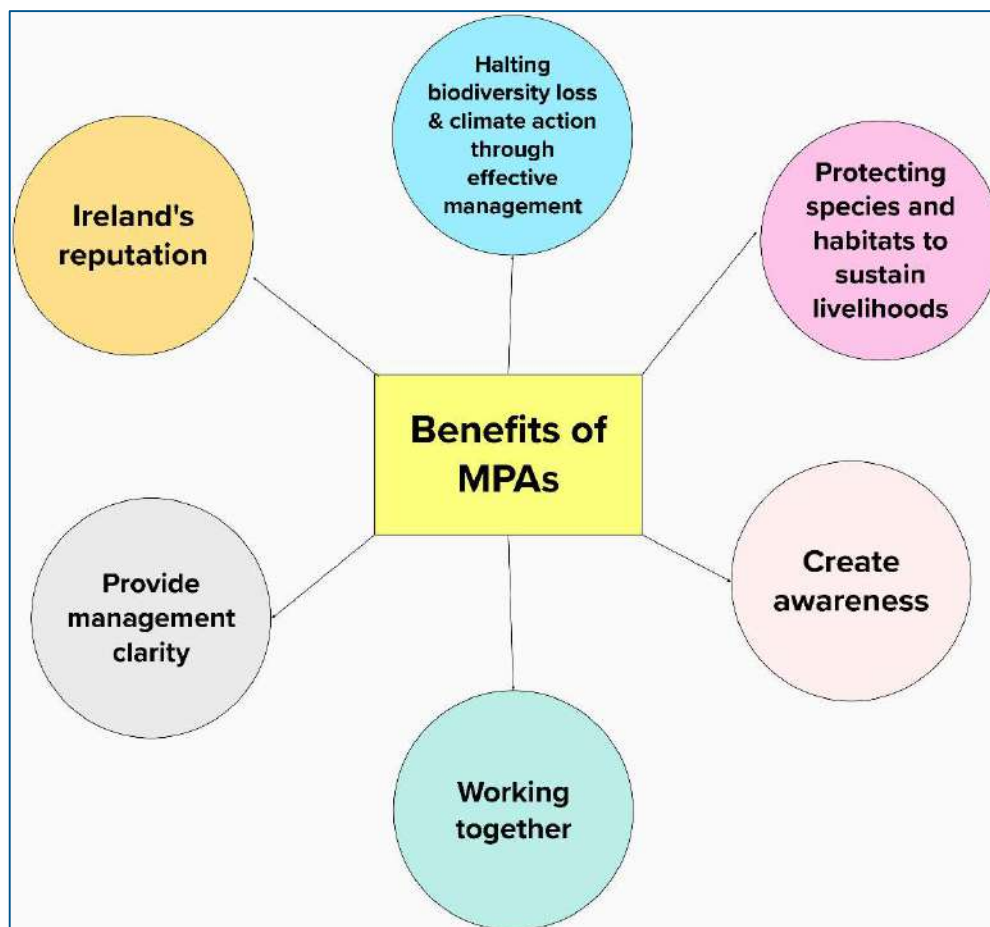 Halting
biodiversity loss
& climate action
through
effective
management
Ireland's
reputation
Protecting
species and
habitats to
sustain
livelihoods
Benefits of
MPAs
Provide
management
clarity
Create
awareness
Working
together